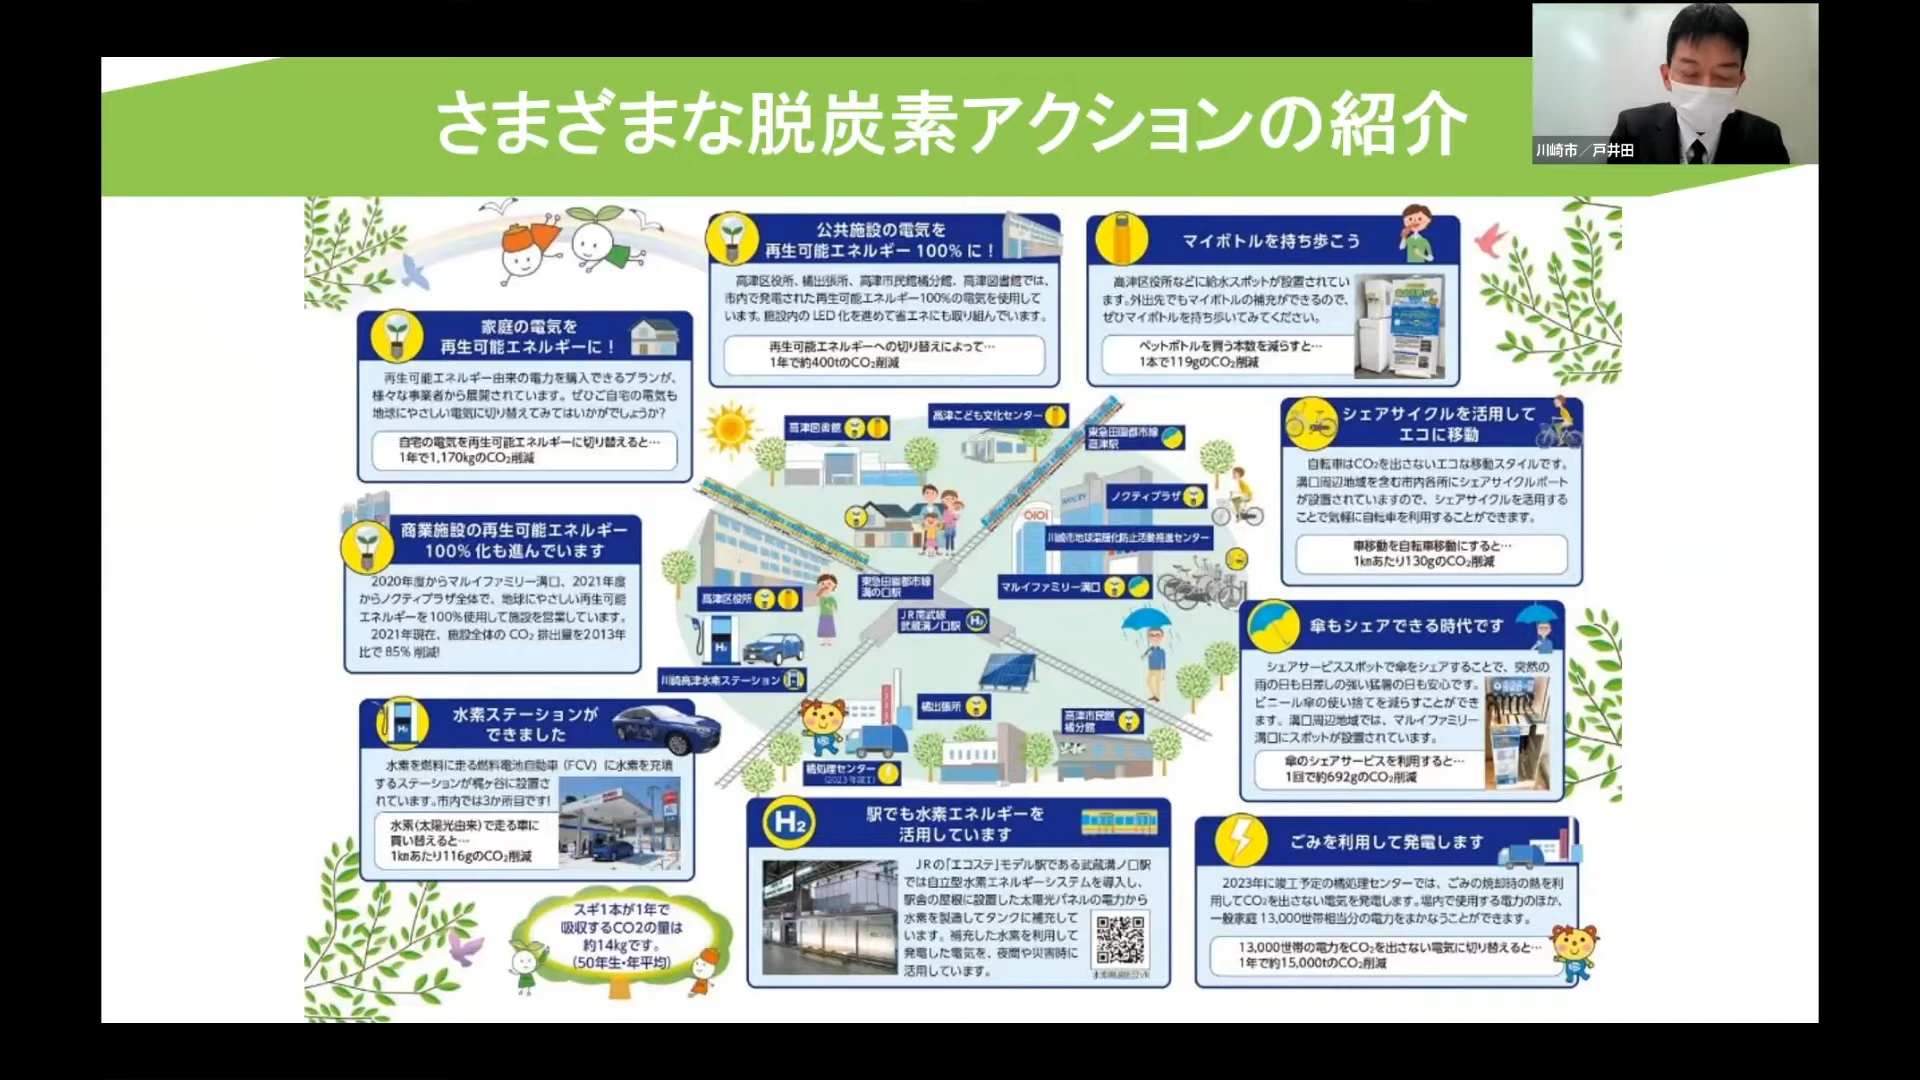 さまざまな脱炭素アクションの紹介
川崎市／戸井田
公共施設の電気を
再生可能エネルギー100%に！
高津区役所、橘出張所、高津市民館橘分館、高津図書館では、
市内で発電された再生可能エネルギー100%の電気を使用して
います。施設内のLED化を進めて省エネにも取り組んでいます。
再生可能エネルギーへの切り替えによって…
1年で約400tのCO₂削減
マイボトルを持ち歩こう
高津区役所などに給水スポットが設置されてい
ます。外出先でもマイボトルの補充ができるので、
ぜひマイボトルを持ち歩いてみてください。
ペットボトルを買う本数を減らすと…
1本で119gのCO₂削減
家庭の電気を
再生可能エネルギーに！
再生可能エネルギー由来の電力を購入できるプランが、
様々な事業者から展開されています。ぜひご自宅の電気も
地球にやさしい電気に切り替えてみてはいかがでしょうか?
自宅の電気を再生可能エネルギーに切り替えると…
1年で1,170kgのCO₂削減
シェアサイクルを活用して
エコに移動
自転車はCO₂を出さないエコな移動スタイルです。
溝口周辺地域を含む市内各所にシェアサイクルポート
が設置されていますので、シェアサイクルを活用する
ことで気軽に自転車を利用することができます。
車移動を自転車移動にすると…
1kmあたり130gのCO₂削減
商業施設の再生可能エネルギー
100%化も進んでいます
2020年度からマルイファミリー溝口、2021年度
からノクティプラザ全体で、地球にやさしい再生可能
エネルギーを100%使用して施設を営業しています。
2021年現在、施設全体のCO₂排出量を2013年
比で85%削減!
高津図書館
高津こども文化センター
東急田園都市線
高津駅
ノクティプラザ
OIOI
川崎市地球温暖化防止活動推進センター
マルイファミリー溝口
高津区役所
東急田園都市線
溝の口駅
JR南武線
武蔵溝ノ口駅
H₂
H₂
川崎高津水素ステーション
橘出張所
高津市民館
橘分館
橘処理センター
(2023年竣工)
傘もシェアできる時代です
シェアサービススポットで傘をシェアすることで、突然の
雨の日も日差しの強い猛暑の日も安心です。
ビニール傘の使い捨てを減らすことができ
ます。溝口周辺地域では、マルイファミリー
溝口にスポットが設置されています。
傘のシェアサービスを利用すると…
1回で約692gのCO₂削減
H₂
水素ステーションが
できました
水素を燃料に走る燃料電池自動車（FCV）に水素を充填
するステーションが梶ヶ谷に設置さ
れています。市内では3か所目です!
水素(太陽光由来)で走る車に
買い替えると…
1kmあたり116gのCO₂削減
H₂
駅でも水素エネルギーを
活用しています
JRの「エコステ」モデル駅である武蔵溝ノ口駅
では自立型水素エネルギーシステムを導入し、
駅舎の屋根に設置した太陽光パネルの電力から
水素を製造してタンクに補充して
います。補充した水素を利用して
発電した電気を、夜間や災害時に
活用しています。
ごみを利用して発電します
2023年に竣工予定の橘処理センターでは、ごみの焼却時の熱を利
用してCO₂を出さない電気を発電します。場内で使用する電力のほか、
一般家庭13,000世帯相当分の電力をまかなうことができます。
13,000世帯の電力をCO₂を出さない電気に切り替えると…
1年で約15,000tのCO₂削減
スギ1本が1年で
吸収するCO2の量は
約14kgです。
(50年生・年平均)